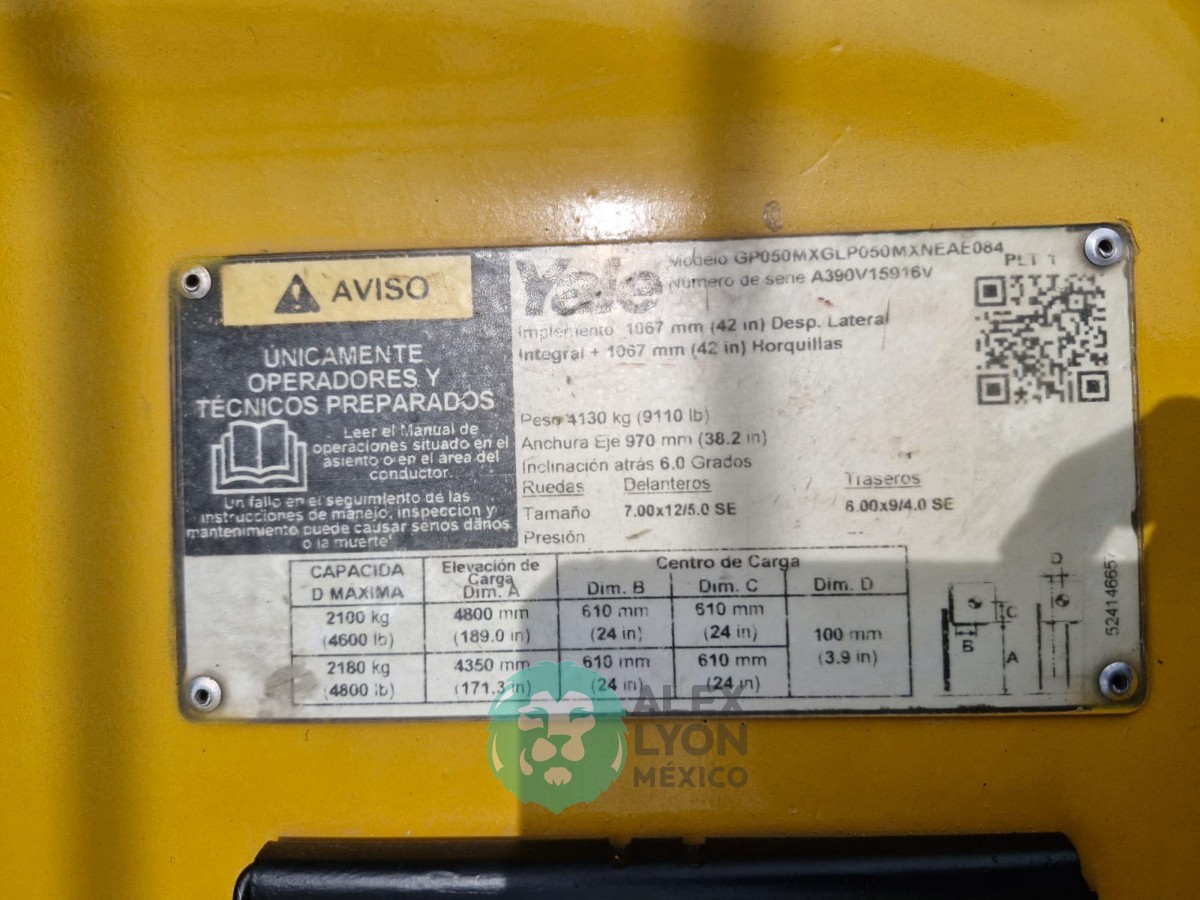 AVISO
ÚNICAMENTE
OPERADORES Y
TÉCNICOS PREPARADOS
Leer el Manual de
operaciones situado en el
asiento o en el área del
conductor.
Un fallo en el seguimiento de las
instrucciones de manejo, inspección y
mantenimiento puede causar serios daños
o la muerte
Yale
Modelo GP050MXGLP050MXNEAE084
Número de serie A390V15916V
PLT 1
Implemento 1067 mm (42 in) Desp. Lateral
Integral + 1067 mm (42 in) Horquillas
Peso 4130 kg (9110 lb)
Anchura Eje 970 mm (38.2 in)
Inclinación atrás 6.0 Grados
Ruedas Delanteros Traseros
Tamaño 7.00x12/5.0 SE 6.00x9/4.0 SE
Presión -- --
CAPACIDA
D MAXIMA
Elevación de
Carga
Dim. A
Centro de Carga
Dim. B Dim. C Dim. D
2100 kg 4800 mm 610 mm 610 mm
(4600 lb) (189.0 in) (24 in) (24 in)
100 mm
(3.9 in)
2180 kg 4350 mm 610 mm 610 mm
(4800 lb) (171.3 in) (24 in) (24 in)
D
C
B
A
524146657
ALEX
LYON
MÉXICO